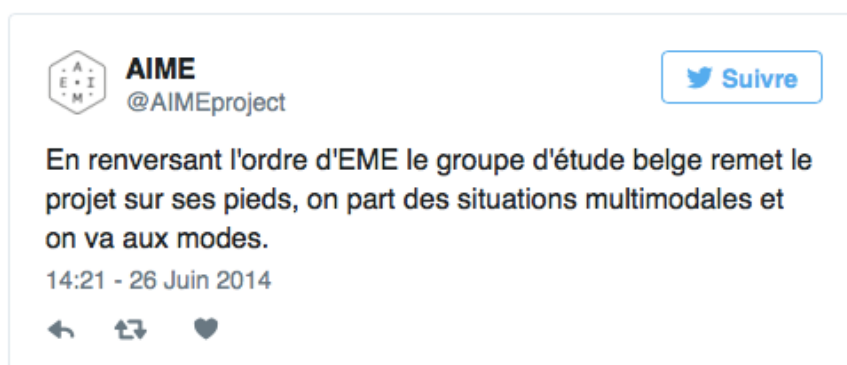 A
E I
M
AIME
@AIMEproject
Suivre
En renversant l'ordre d'EME le groupe d'étude belge remet le
projet sur ses pieds, on part des situations multimodales et
on va aux modes.
14:21 - 26 Juin 2014